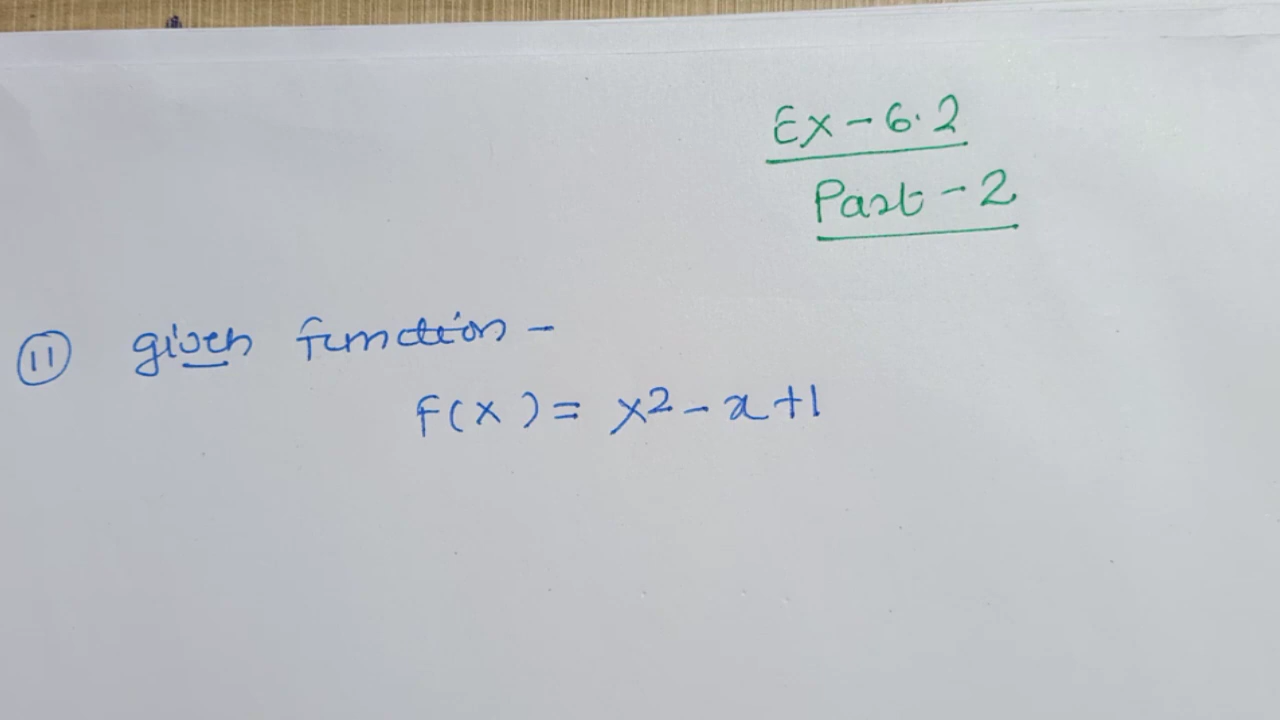 Ex - 6.2
Part - 2
11 given function -
f(x) = x2 - x + 1